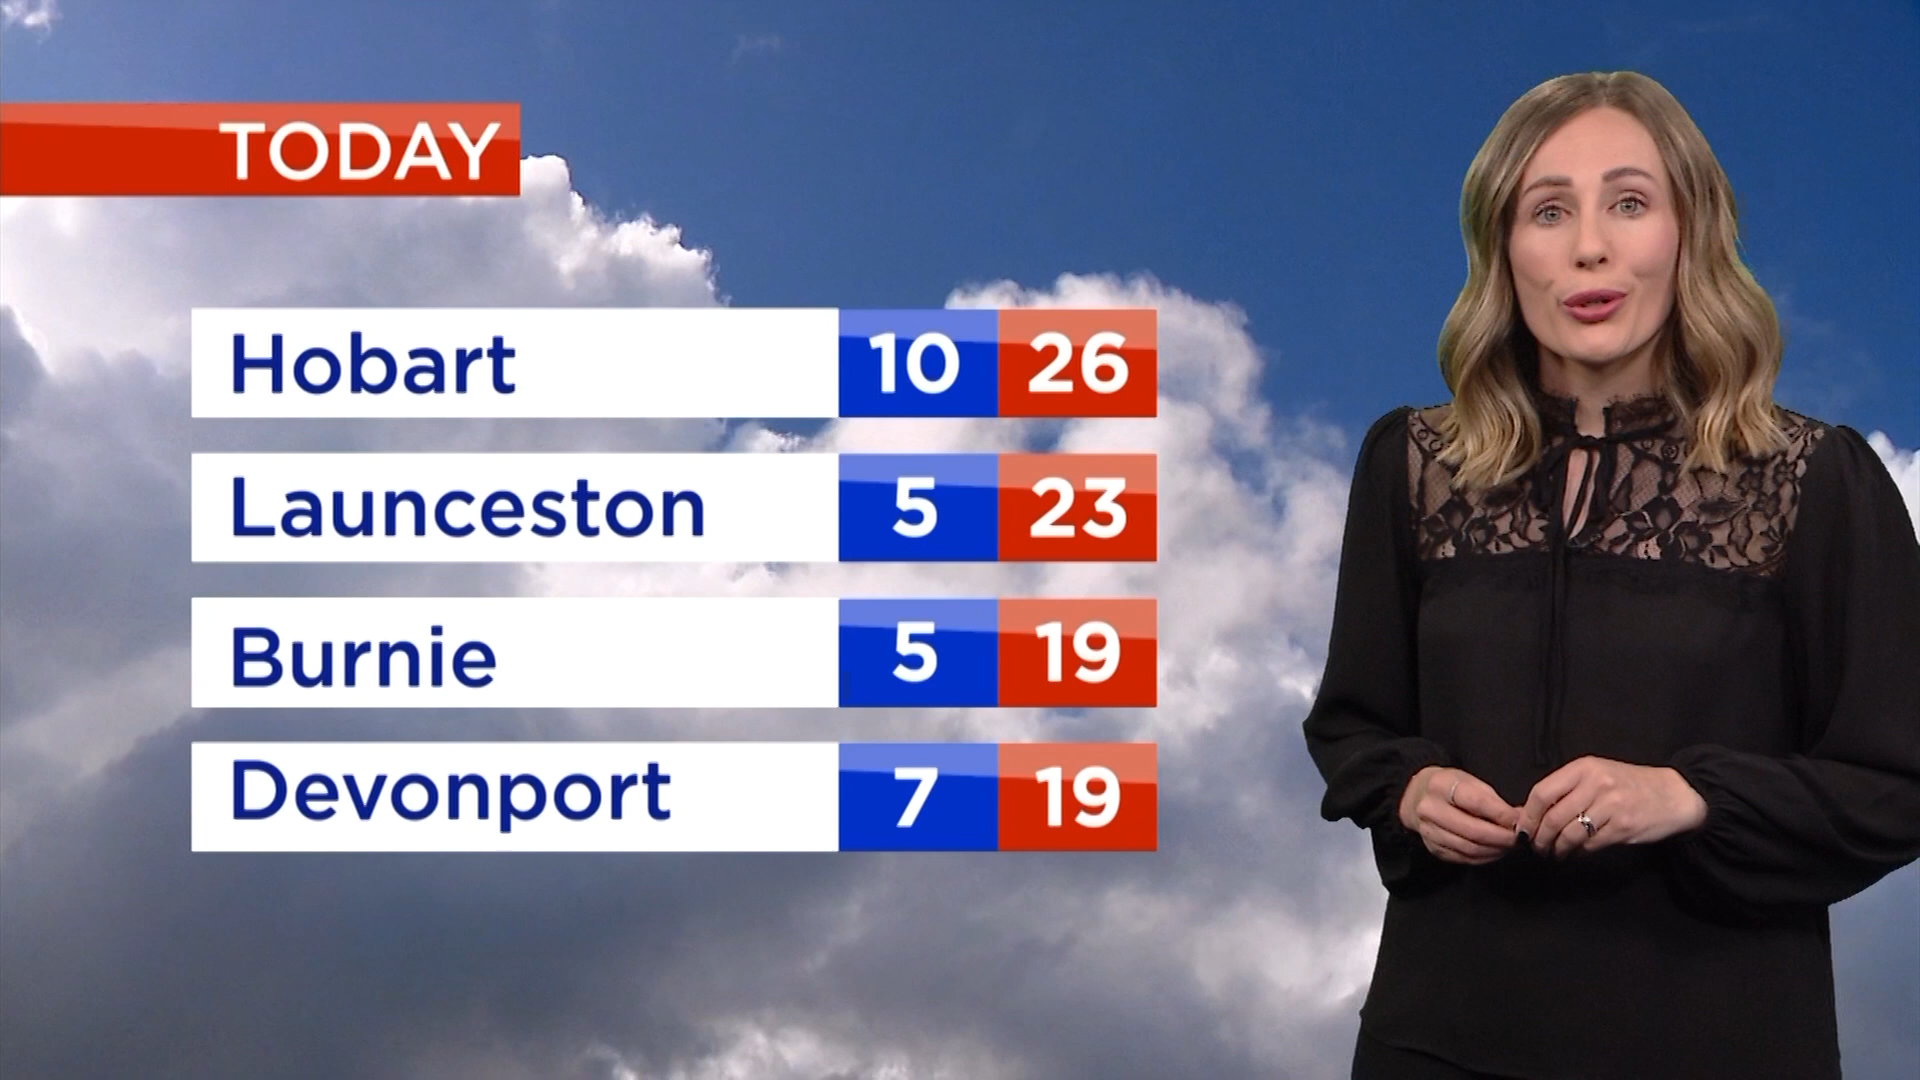 TODAY
Hobart 10 26
Launceston 5 23
Burnie 5 19
Devonport 7 19